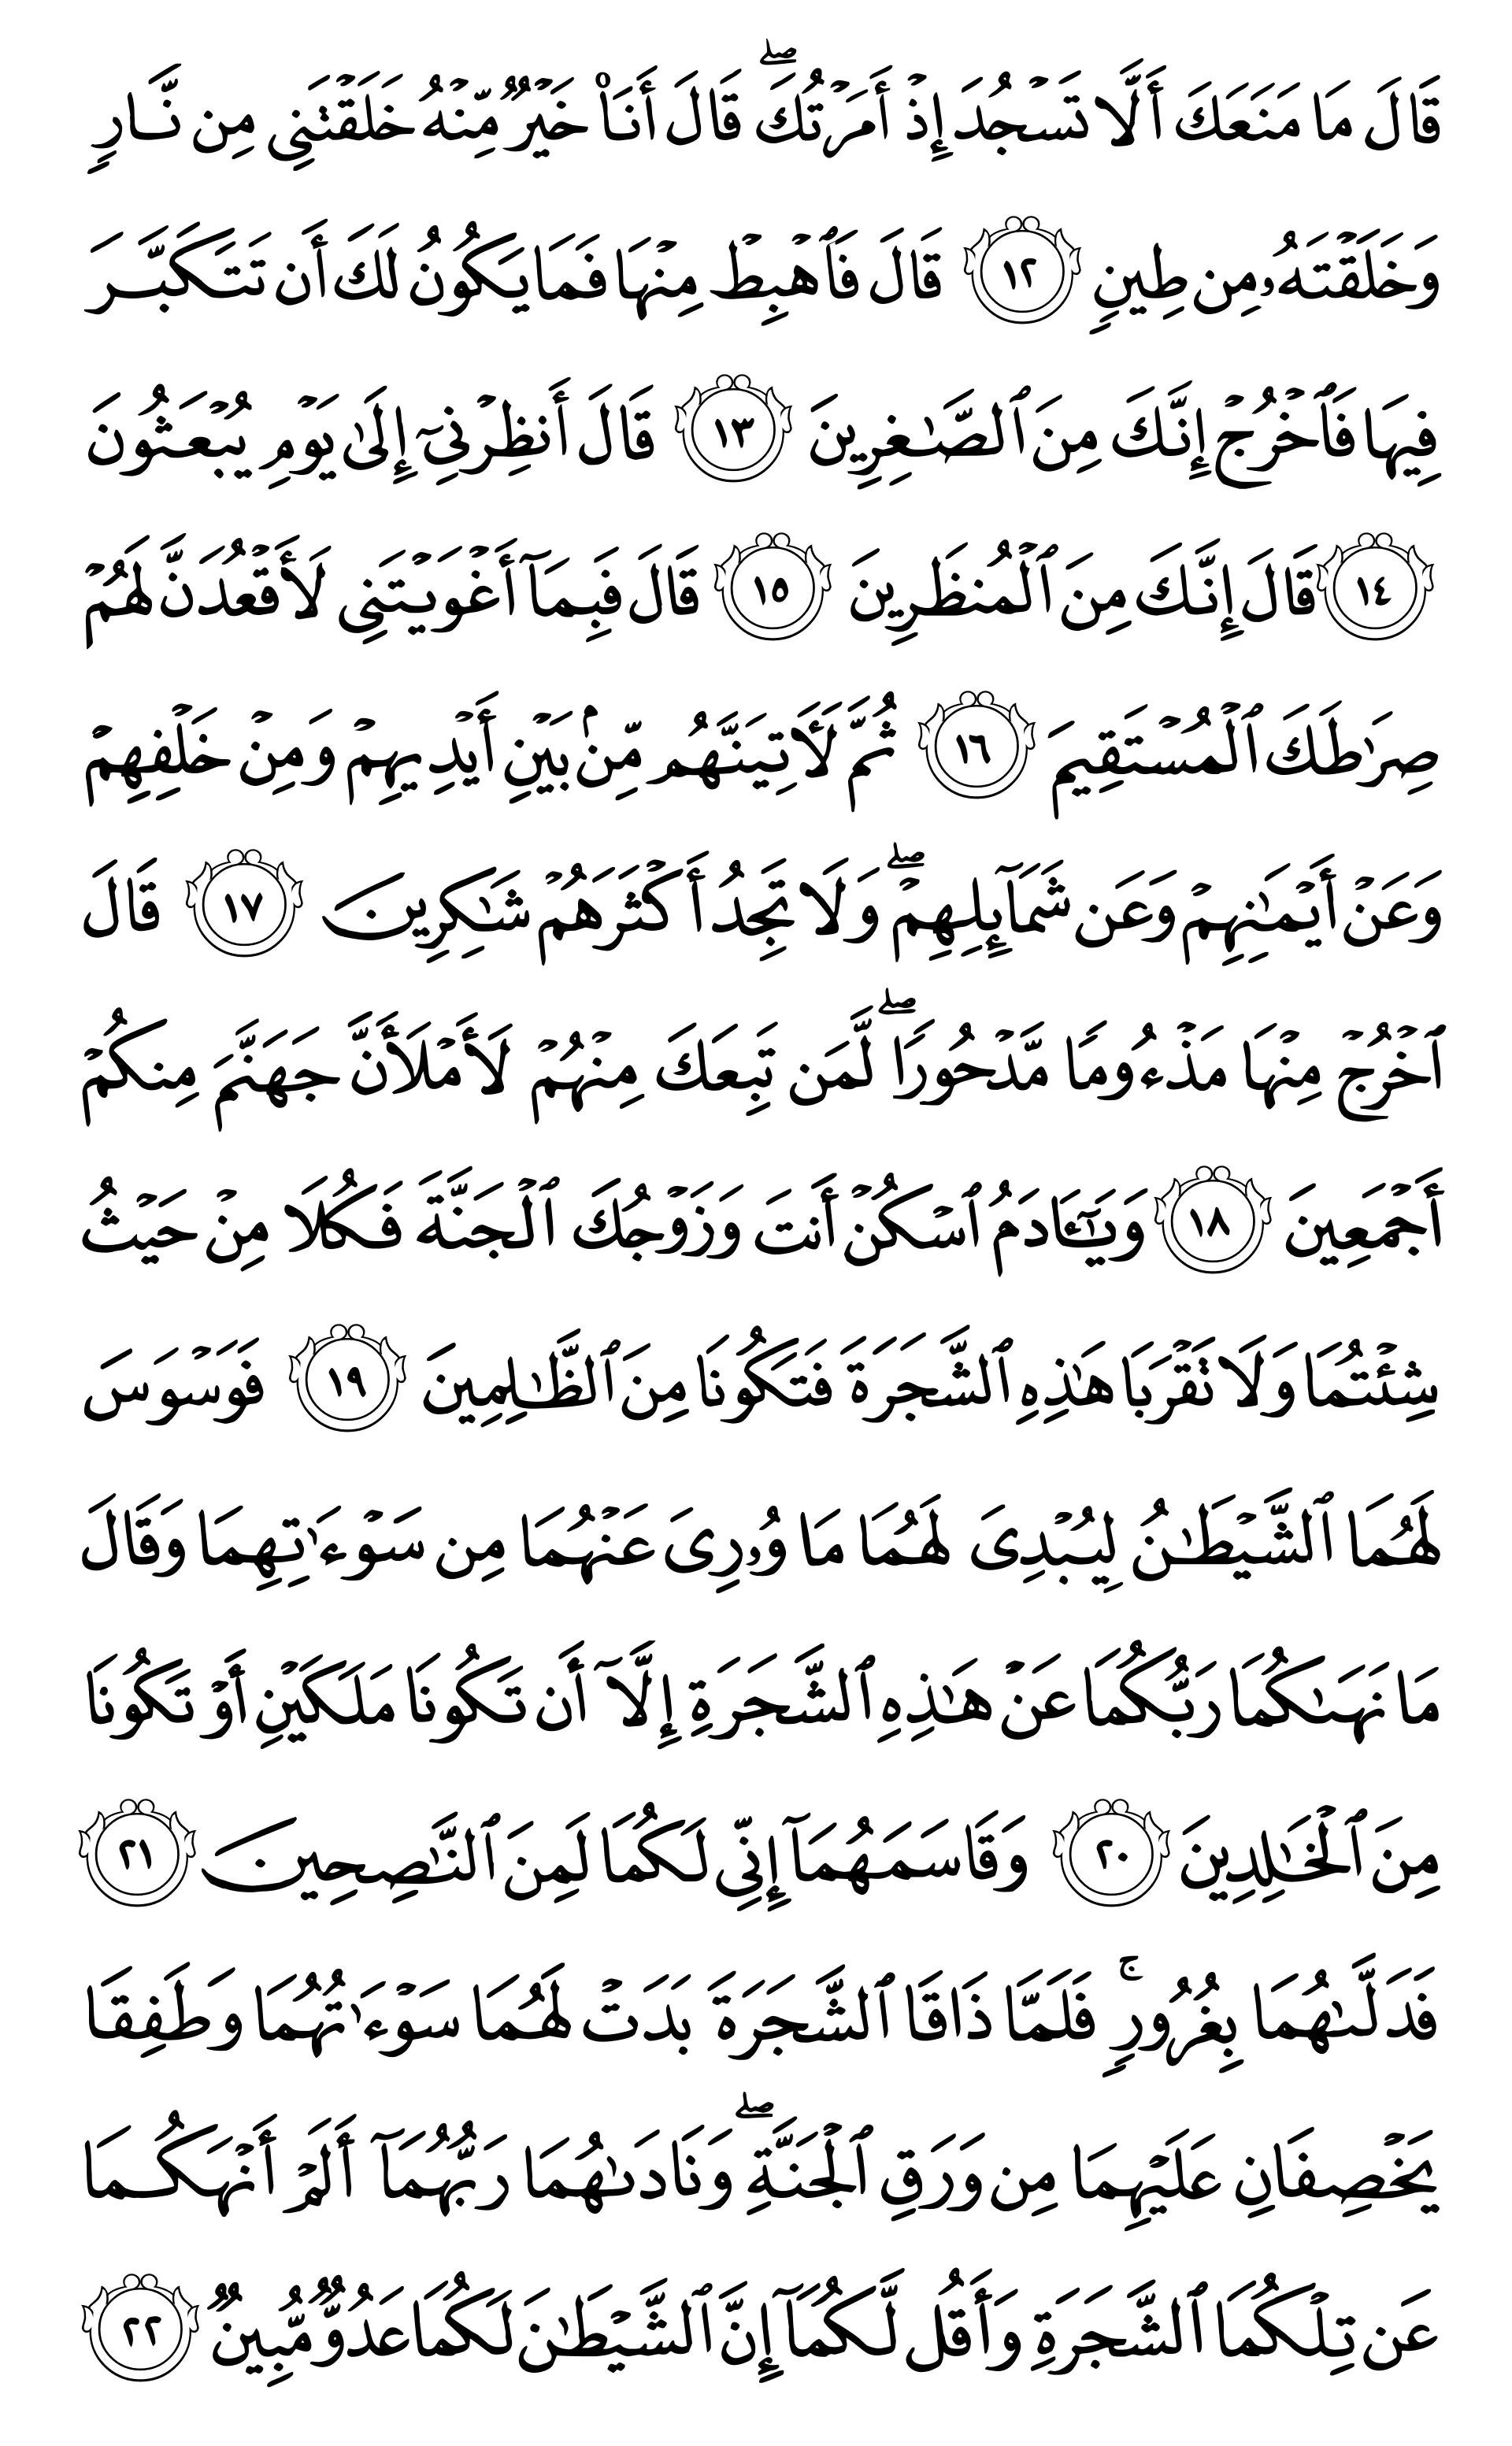 قَالَ مَا مَنَعَكَ أَلَّا تَسۡجُدَ إِذۡ أَمَرۡتُكَۖ قَالَ أَنَا۠ خَيۡرٌ مِّنۡهُ خَلَقۡتَنِى مِن نَّارٍ
وَخَلَقۡتَهُۥ مِن طِينٍ ١٢ قَالَ فَٱهۡبِطۡ مِنۡهَا فَمَا يَكُونُ لَكَ أَن تَتَكَبَّرَ
فِيهَا فَٱخۡرُجۡ إِنَّكَ مِنَ ٱلصَّٰغِرِينَ ١٣ قَالَ أَنظِرۡنِىٓ إِلَىٰ يَوۡمِ يُبۡعَثُونَ
١٤ قَالَ إِنَّكَ مِنَ ٱلۡمُنظَرِينَ ١٥ قَالَ فَبِمَآ أَغۡوَيۡتَنِى لَأَقۡعُدَنَّ لَهُمۡ
صِرَٰطَكَ ٱلۡمُسۡتَقِيمَ ١٦ ثُمَّ لَأٓتِيَنَّهُم مِّنۢ بَيۡنِ أَيۡدِيهِمۡ وَمِنۡ خَلۡفِهِمۡ
وَعَنۡ أَيۡمَٰنِهِمۡ وَعَن شَمَآئِلِهِمۡۖ وَلَا تَجِدُ أَكۡثَرَهُمۡ شَٰكِرِينَ ١٧ قَالَ
ٱخۡرُجۡ مِنۡهَا مَذۡءُومًا مَّدۡحُورًاۖ لَّمَن تَبِعَكَ مِنۡهُمۡ لَأَمۡلَأَنَّ جَهَنَّمَ مِنكُمۡ
أَجۡمَعِينَ ١٨ وَيَٰٓـَٔادَمُ ٱسۡكُنۡ أَنتَ وَزَوۡجُكَ ٱلۡجَنَّةَ فَكُلَا مِنۡ حَيۡثُ
شِئۡتُمَا وَلَا تَقۡرَبَا هَٰذِهِ ٱلشَّجَرَةَ فَتَكُونَا مِنَ ٱلظَّٰلِمِينَ ١٩ فَوَسۡوَسَ
لَهُمَا ٱلشَّيۡطَٰنُ لِيُبۡدِىَ لَهُمَا مَا وُۥرِىَ عَنۡهُمَا مِن سَوۡءَٰتِهِمَا وَقَالَ
مَا نَهَىٰكُمَا رَبُّكُمَا عَنۡ هَٰذِهِ ٱلشَّجَرَةِ إِلَّآ أَن تَكُونَا مَلَكَيۡنِ أَوۡ تَكُونَا
مِنَ ٱلۡخَٰلِدِينَ ٢٠ وَقَاسَمَهُمَآ إِنِّى لَكُمَا لَمِنَ ٱلنَّٰصِحِينَ ٢١
فَدَلَّىٰهُمَا بِغُرُورٍۚ فَلَمَّا ذَاقَا ٱلشَّجَرَةَ بَدَتۡ لَهُمَا سَوۡءَٰتُهُمَا وَطَفِقَا
يَخۡصِفَانِ عَلَيۡهِمَا مِن وَرَقِ ٱلۡجَنَّةِۖ وَنَادَىٰهُمَا رَبُّهُمَآ أَلَمۡ أَنۡهَكُمَا
عَن تِلۡكُمَا ٱلشَّجَرَةِ وَأَقُل لَّكُمَآ إِنَّ ٱلشَّيۡطَٰنَ لَكُمَا عَدُوٌّ مُّبِينٌ ٢٢